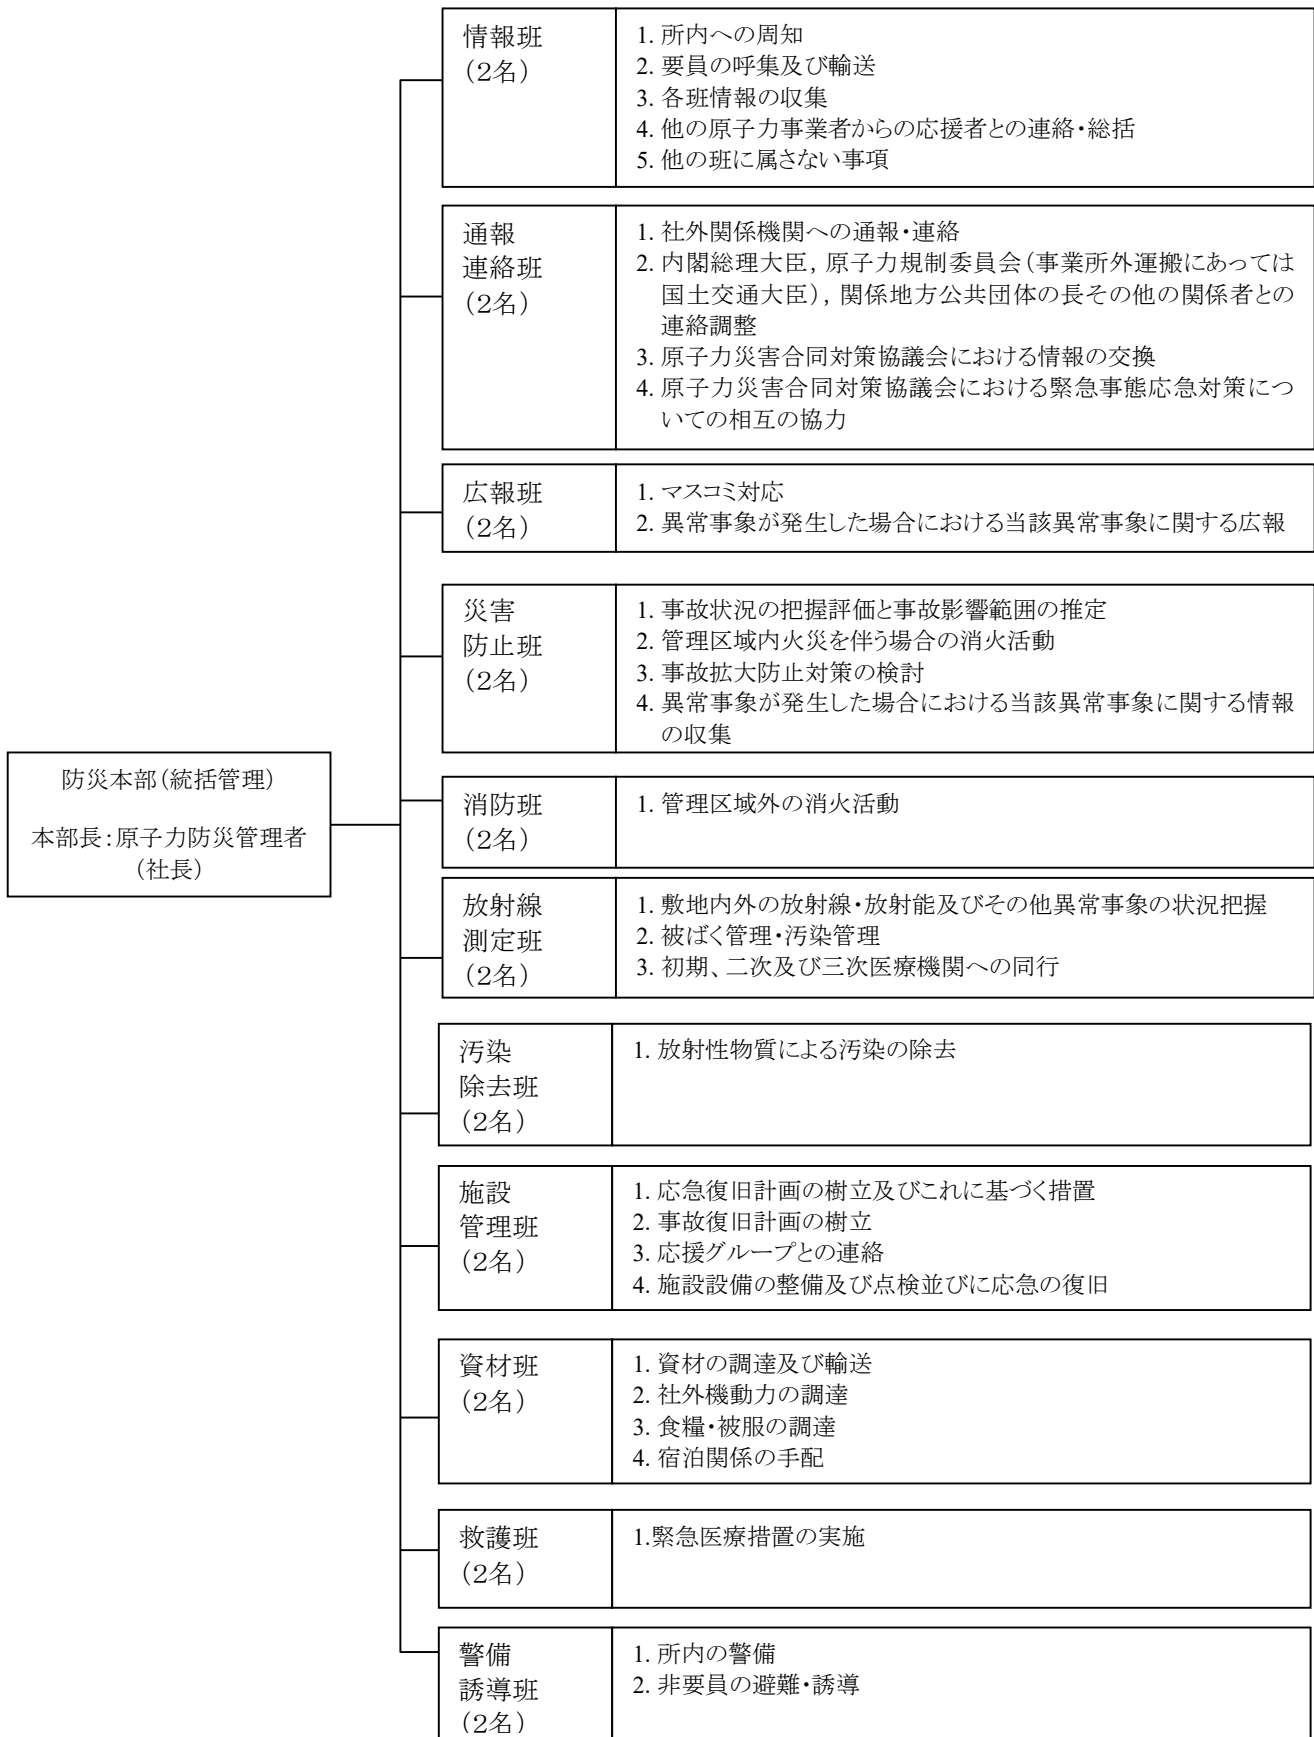 情報班
(2名)
1. 所内への周知
2. 要員の呼集及び輸送
3. 各班情報の収集
4. 他の原子力事業者からの応援者との連絡・総括
5. 他の班に属さない事項
通報
連絡班
(2名)
1. 社外関係機関への通報・連絡
2. 内閣総理大臣, 原子力規制委員会(事業所外運搬にあっては
国土交通大臣), 関係地方公共団体の長その他の関係者との
連絡調整
3. 原子力災害合同対策協議会における情報の交換
4. 原子力災害合同対策協議会における緊急事態応急対策につ
いての相互の協力
広報班
(2名)
1. マスコミ対応
2. 異常事象が発生した場合における当該異常事象に関する広報
災害
防止班
(2名)
1. 事故状況の把握評価と事故影響範囲の推定
2. 管理区域内火災を伴う場合の消火活動
3. 事故拡大防止対策の検討
4. 異常事象が発生した場合における当該異常事象に関する情報
の収集
防災本部(統括管理)
本部長:原子力防災管理者
(社長)
消防班
(2名)
1. 管理区域外の消火活動
放射線
測定班
(2名)
1. 敷地内外の放射線・放射能及びその他異常事象の状況把握
2. 被ばく管理・汚染管理
3. 初期、二次及び三次医療機関への同行
汚染
除去班
(2名)
1. 放射性物質による汚染の除去
施設
管理班
(2名)
1. 応急復旧計画の樹立及びこれに基づく措置
2. 事故復旧計画の樹立
3. 応援グループとの連絡
4. 施設設備の整備及び点検並びに応急の復旧
資材班
(2名)
1. 資材の調達及び輸送
2. 社外機動力の調達
3. 食糧・被服の調達
4. 宿泊関係の手配
救護班
(2名)
1.緊急医療措置の実施
警備
誘導班
(2名)
1. 所内の警備
2. 非要員の避難・誘導